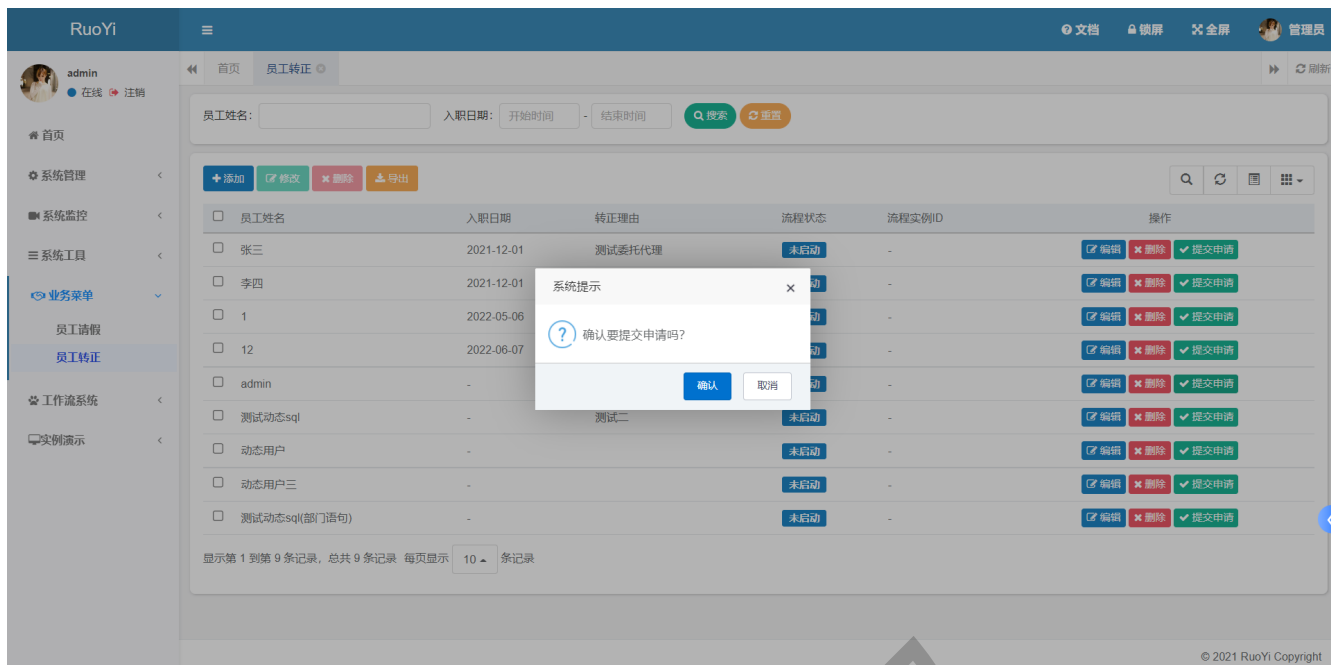 RuoYi 文档 锁屏 全屏 管理员
admin
在线 注销
首页 员工转正 刷新
员工姓名: 入职日期: 开始时间 - 结束时间 搜索 重置
首页
系统管理
系统监控
系统工具
业务菜单
员工请假
员工转正
工作流系统
实例演示
添加 修改 删除 导出
员工姓名 入职日期 转正理由 流程状态 流程实例ID 操作
张三 2021-12-01 测试委托代理 未启动 - 编辑 删除 提交申请
李四 2021-12-01 动 - 编辑 删除 提交申请
1 2022-05-06 动 - 编辑 删除 提交申请
12 2022-06-07 动 - 编辑 删除 提交申请
admin - 动 - 编辑 删除 提交申请
测试动态sql - 测试二 未启动 - 编辑 删除 提交申请
动态用户 - 未启动 - 编辑 删除 提交申请
动态用户三 - 未启动 - 编辑 删除 提交申请
测试动态sql(部门语句) - 未启动 - 编辑 删除 提交申请
系统提示 ×
? 确认要提交申请吗?
确认 取消
显示第 1 到第 9 条记录，总共 9 条记录 每页显示 10 条记录
© 2021 RuoYi Copyright